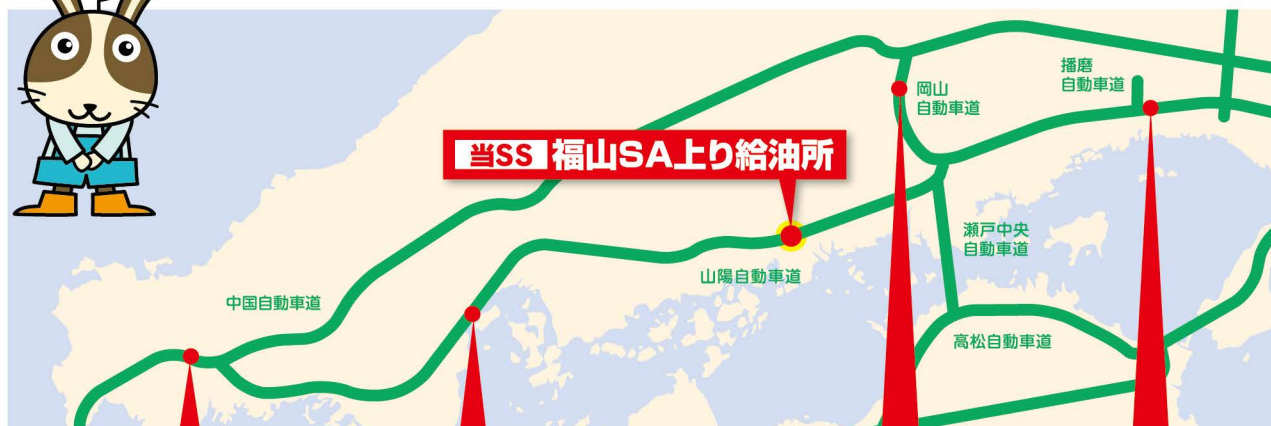 播磨
自動車道
岡山
自動車道
当SS 福山SA上り給油所
瀬戸中央
自動車道
山陽自動車道
中国自動車道
高松自動車道